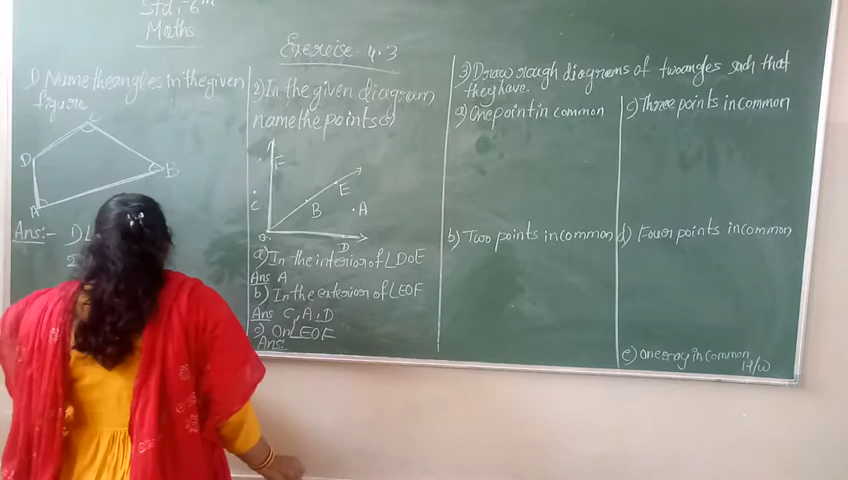 Std:-6th
Maths
Exercise. 4.3
1) Name the angles in the given
figure
C
D
B
A
Ans:-
2) In the given diagram
name the points(s)
F
E
C
B
A
O
D
a) In the interior of ∠DOE
Ans A
b) In the exterior of ∠EOF
Ans C, A, D
c) On ∠EOF
Ans:
3) Draw rough diagrams of two angles such that
they have.
a) One point in common
b) Two points in common
c) Three points in common
d) Four points in common
e) one ray in common
H/W